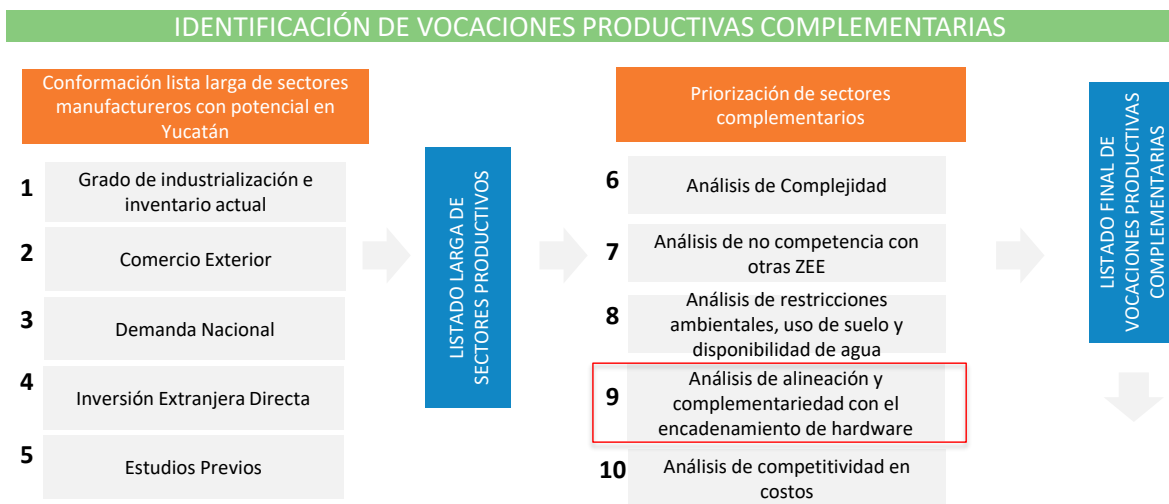 IDENTIFICACIÓN DE VOCACIONES PRODUCTIVAS COMPLEMENTARIAS
Conformación lista larga de sectores
manufactureros con potencial en
Yucatán
1
Grado de industrialización e
inventario actual
2
Comercio Exterior
3
Demanda Nacional
4
Inversión Extranjera Directa
5
Estudios Previos
LISTADO LARGA DE
SECTORES PRODUCTIVOS
Priorización de sectores
complementarios
6
Análisis de Complejidad
7
Análisis de no competencia con
otras ZEE
8
Análisis de restricciones
ambientales, uso de suelo y
disponibilidad de agua
9
Análisis de alineación y
complementariedad con el
encadenamiento de hardware
10
Análisis de competitividad en
costos
LISTADO FINAL DE
VOCACIONES PRODUCTIVAS
COMPLEMENTARIAS